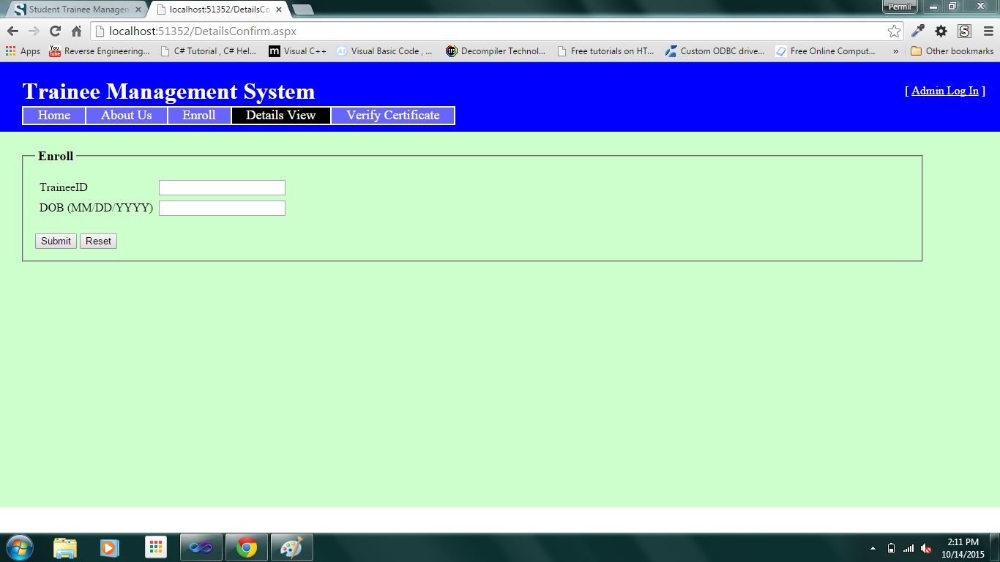 Student Trainee Managem
localhost:51352/DetailsCo
Permil
localhost:51352/DetailsConfirm.aspx
Apps
You Tube
Reverse Engineering...
C# Tutorial , C# Hel...
m
Visual C++
Visual Basic Code , ...
Decompiler Technol...
Free tutorials on HT...
Custom ODBC drive...
Free Online Comput...
»
Other bookmarks
Trainee Management System
[ Admin Log In ]
Home
About Us
Enroll
Details View
Verify Certificate
Enroll
TraineeID
DOB (MM/DD/YYYY)
Submit
Reset
2:11 PM
10/14/2015